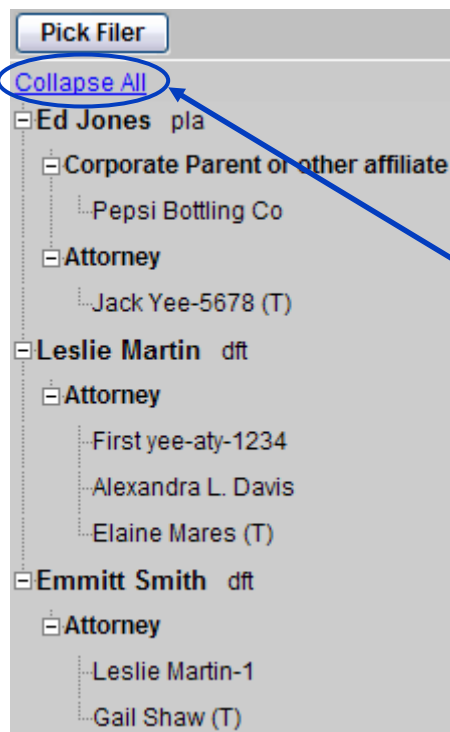 Pick Filer
Collapse All
Ed Jones pla
Corporate Parent or other affiliate
Pepsi Bottling Co
Attorney
Jack Yee-5678 (T)
Leslie Martin dft
Attorney
First yee-aty-1234
Alexandra L. Davis
Elaine Mares (T)
Emmitt Smith dft
Attorney
Leslie Martin-1
Gail Shaw (T)